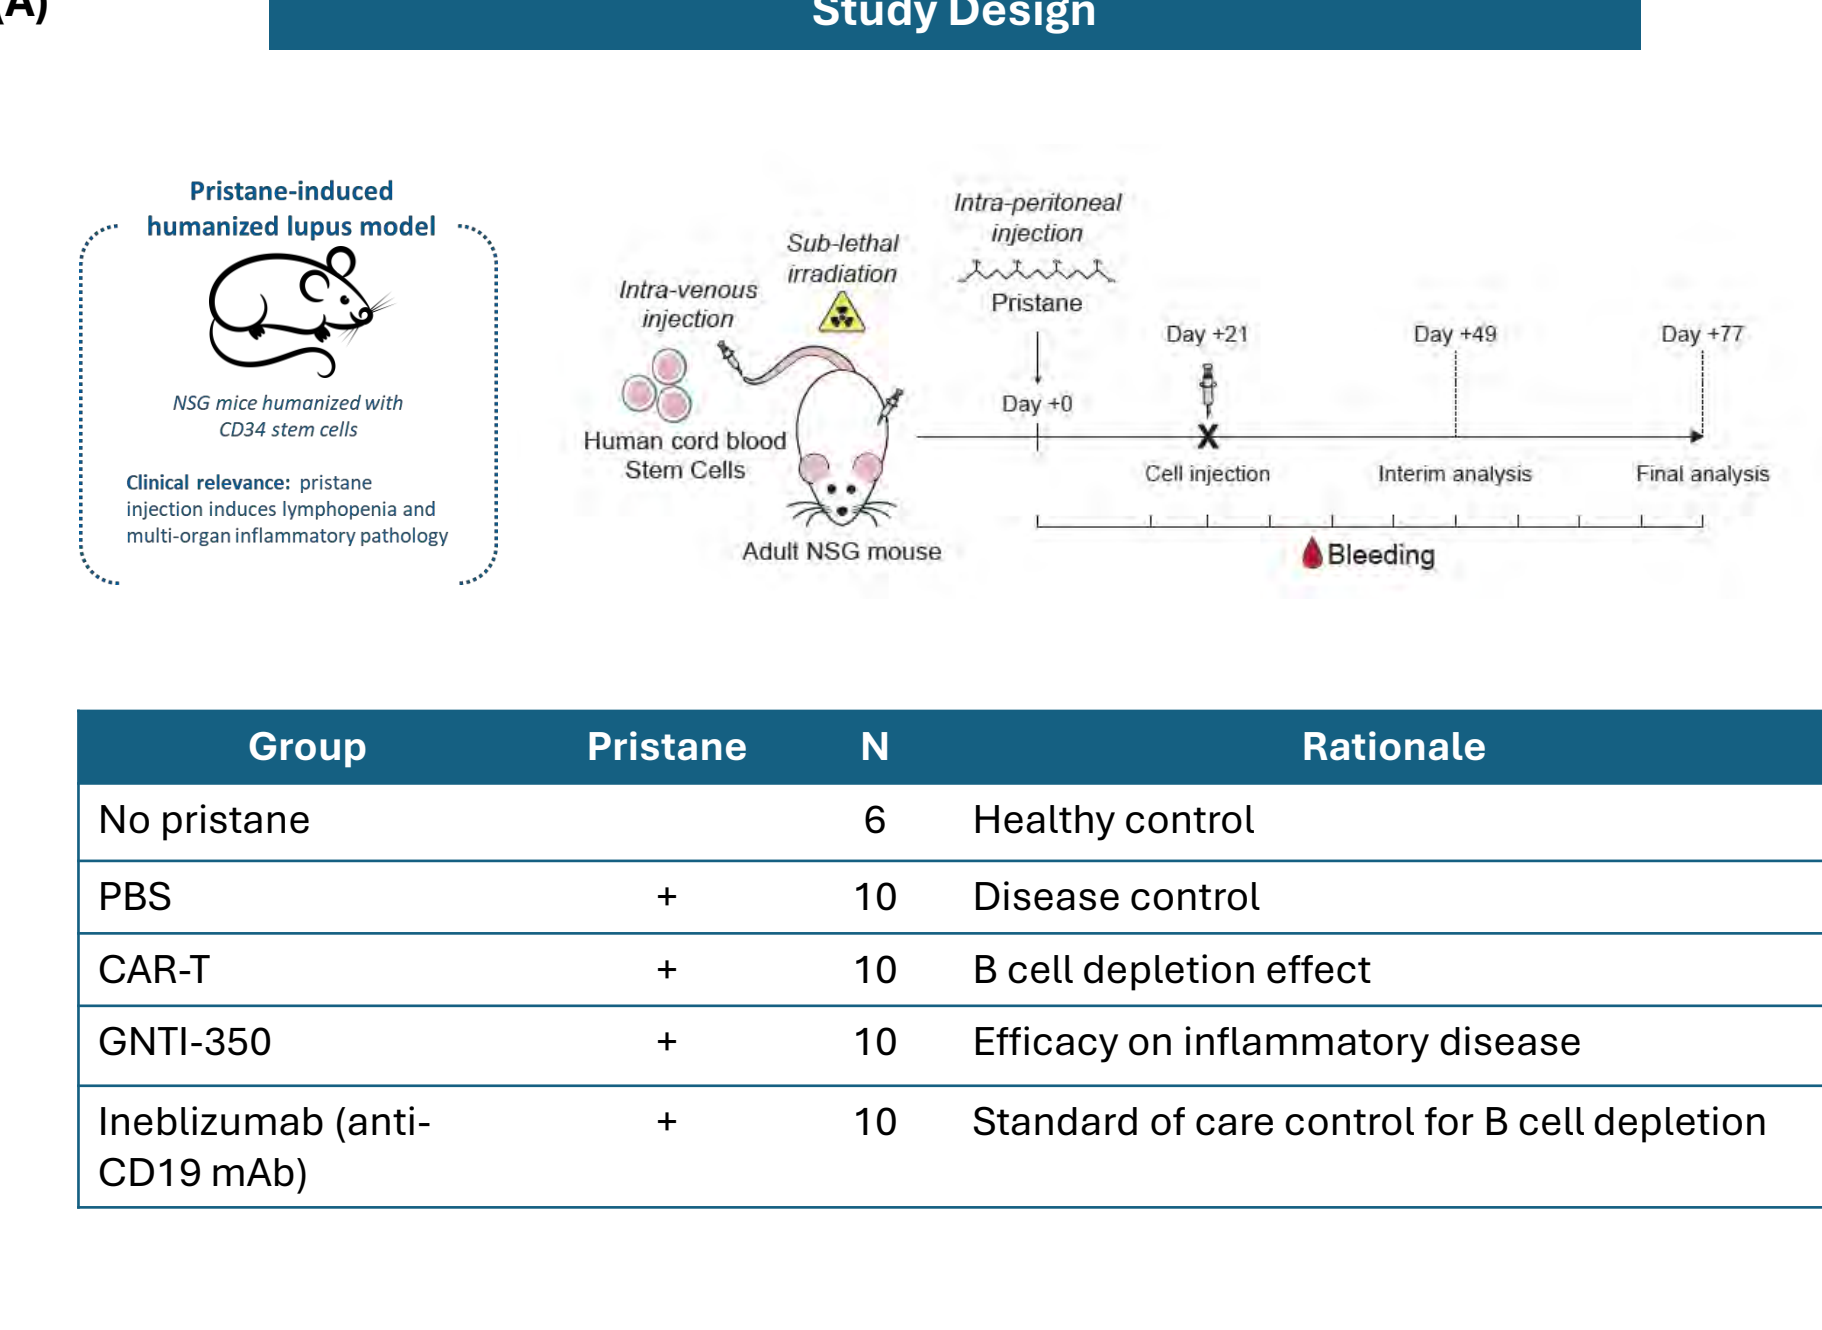 (A)
Study Design
Pristane-induced
humanized lupus model
NSG mice humanized with
CD34 stem cells
Clinical relevance: pristane
injection induces lymphopenia and
multi-organ inflammatory pathology
Intra-venous
injection
Sub-lethal
irradiation
Intra-peritoneal
injection
Pristane
Human cord blood
Stem Cells
Adult NSG mouse
Day +0
Day +21
Day +49
Day +77
X
Cell injection
Interim analysis
Final analysis
Bleeding
Group Pristane N Rationale
No pristane 6 Healthy control
PBS + 10 Disease control
CAR-T + 10 B cell depletion effect
GNTI-350 + 10 Efficacy on inflammatory disease
Ineblizumab (anti- + 10 Standard of care control for B cell depletion
CD19 mAb)